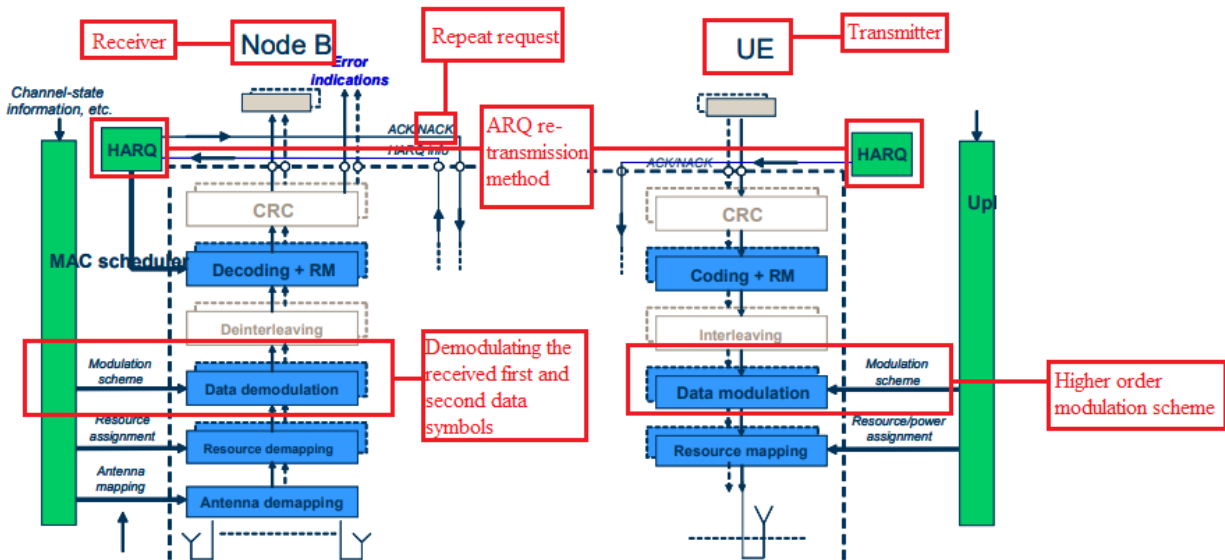 Receiver
Node B
Repeat request
UE
Transmitter
Error
indications
Channel-state
information, etc.
HARQ
ACK/NACK
HARQ info
ARQ re-
transmission
method
ACK/NACK
HARQ
CRC
CRC
Upl
MAC scheduler
Decoding + RM
Coding + RM
Deinterleaving
Interleaving
Modulation
scheme
Data demodulation
Demodulating the
received first and
second data
symbols
Data modulation
Modulation
scheme
Higher order
modulation scheme
Resource
assignment
Resource demapping
Resource mapping
Resource/power
assignment
Antenna
mapping
Antenna demapping